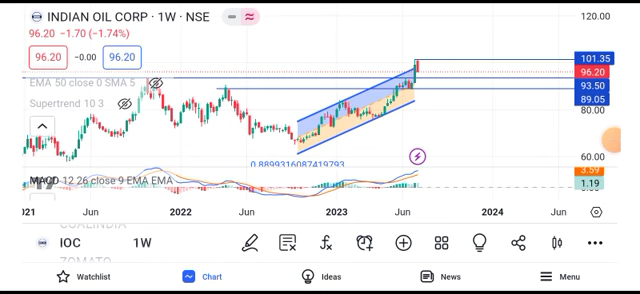 INDIAN OIL CORP · 1W · NSE
96.20 −1.70 (−1.74%)
96.20 −0.00 96.20
EMA 50 close 0 SMA 5
Supertrend 10 3
120.00
101.35
96.20
93.50
89.05
80.00
60.00
0.8899316087419793
MACD 12 26 close 9 EMA EMA
3.59
1.19
2021 Jun 2022 Jun 2023 Jun 2024 Jun
COALINDIA
IOC 1W
ZOMATO
Watchlist Chart Ideas News Menu